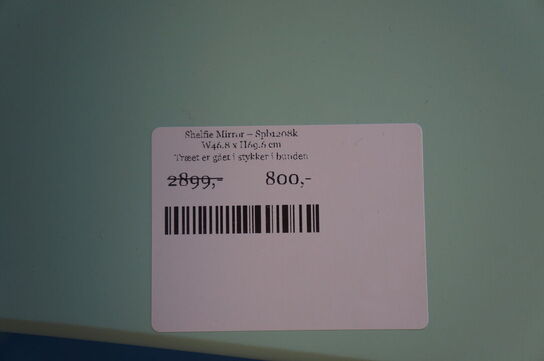 Shelfie Mirror – Spb1208k
W46.8 x H69.6 cm
Træet er gået i stykker i bunden
2899,- 800,-